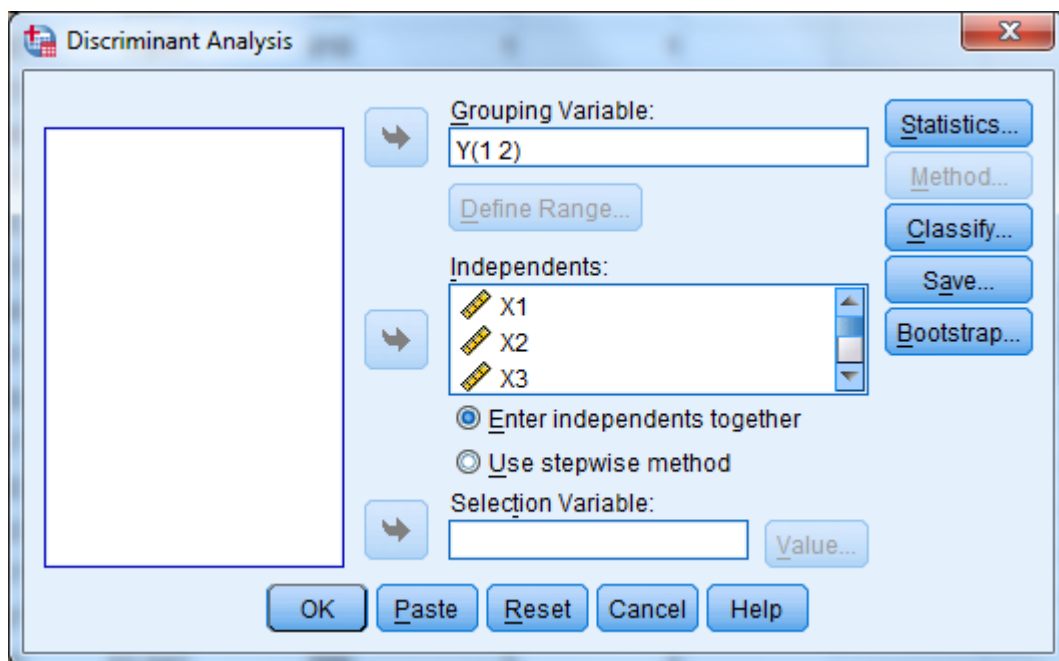 Discriminant Analysis
Grouping Variable:
Y(1 2)
Define Range...
Independents:
X1
X2
X3
Enter independents together
Use stepwise method
Selection Variable:
Value...
Statistics...
Method...
Classify...
Save...
Bootstrap...
OK Paste Reset Cancel Help